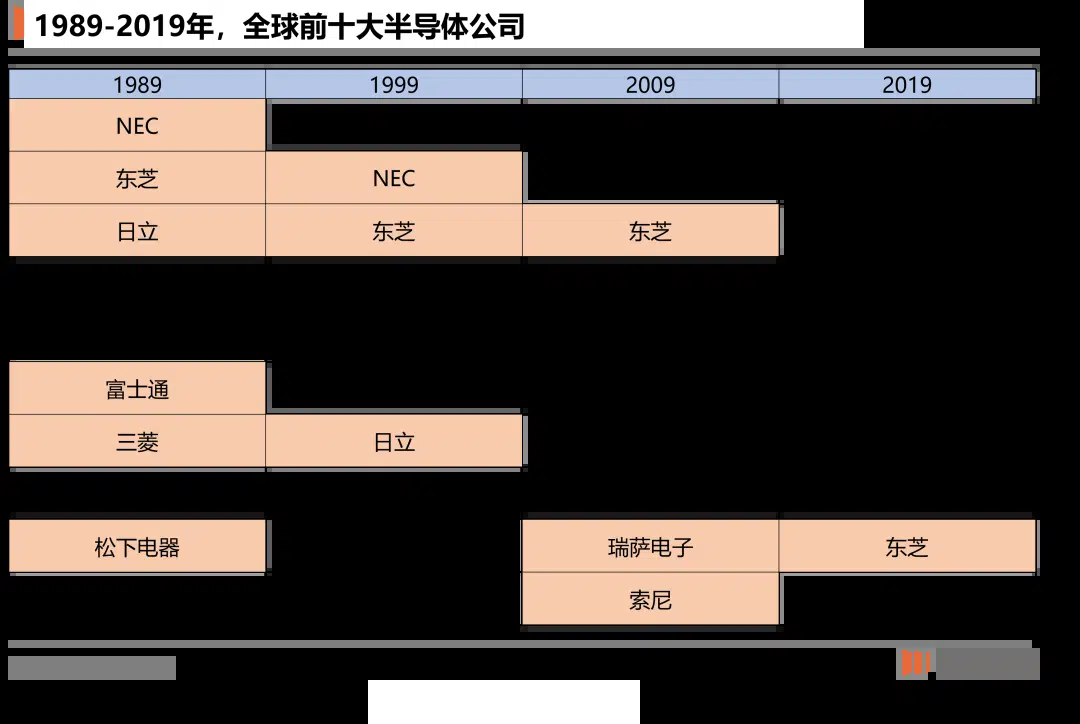 1989-2019年，全球前十大半导体公司
1989 1999 2009 2019
NEC
东芝 NEC
日立 东芝 东芝
富士通
三菱 日立
松下电器 瑞萨电子 东芝
索尼